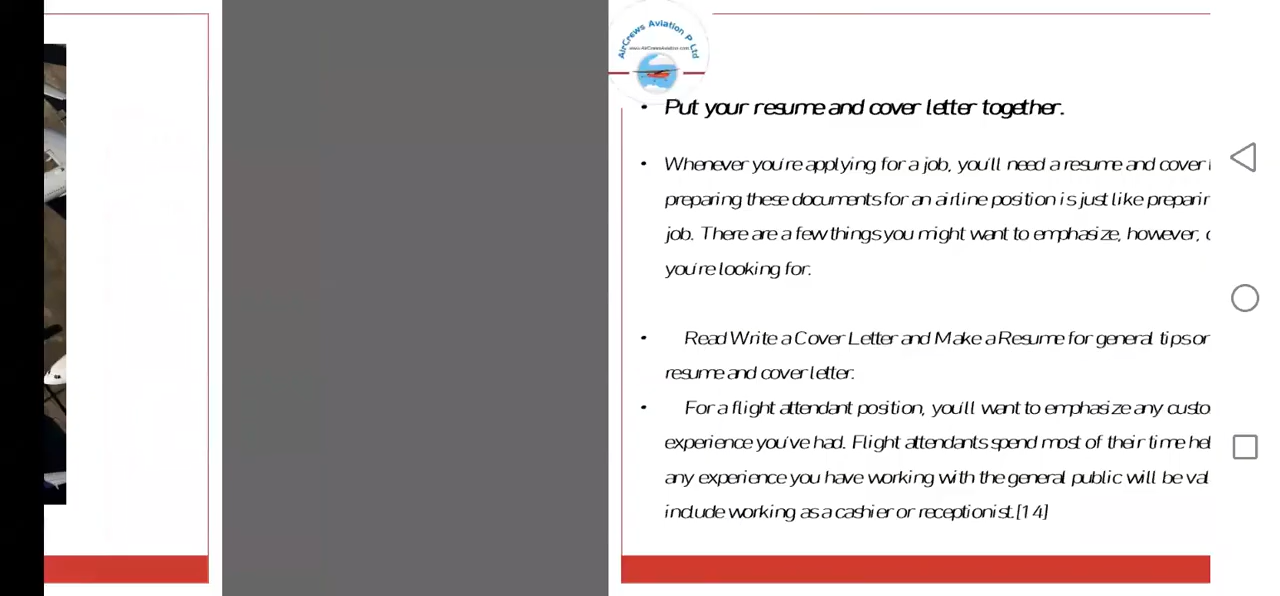 AirCrews Aviation P Ltd
www.AirCrewsAviation.com
• Put your resume and cover letter together.
• Whenever you're applying for a job, you'll need a resume and cover
preparing these documents for an airline position is just like
job. There are a few things you might want to emphasize, however,
you're looking for.
• Read Write a Cover Letter and Make a Resume for general tips
resume and cover letter.
• For a flight attendant position, you'll want to emphasize any
experience you've had. Flight attendants spend most of their time
any experience you have working with the general public will be
include working as a cashier or receptionist.[14]